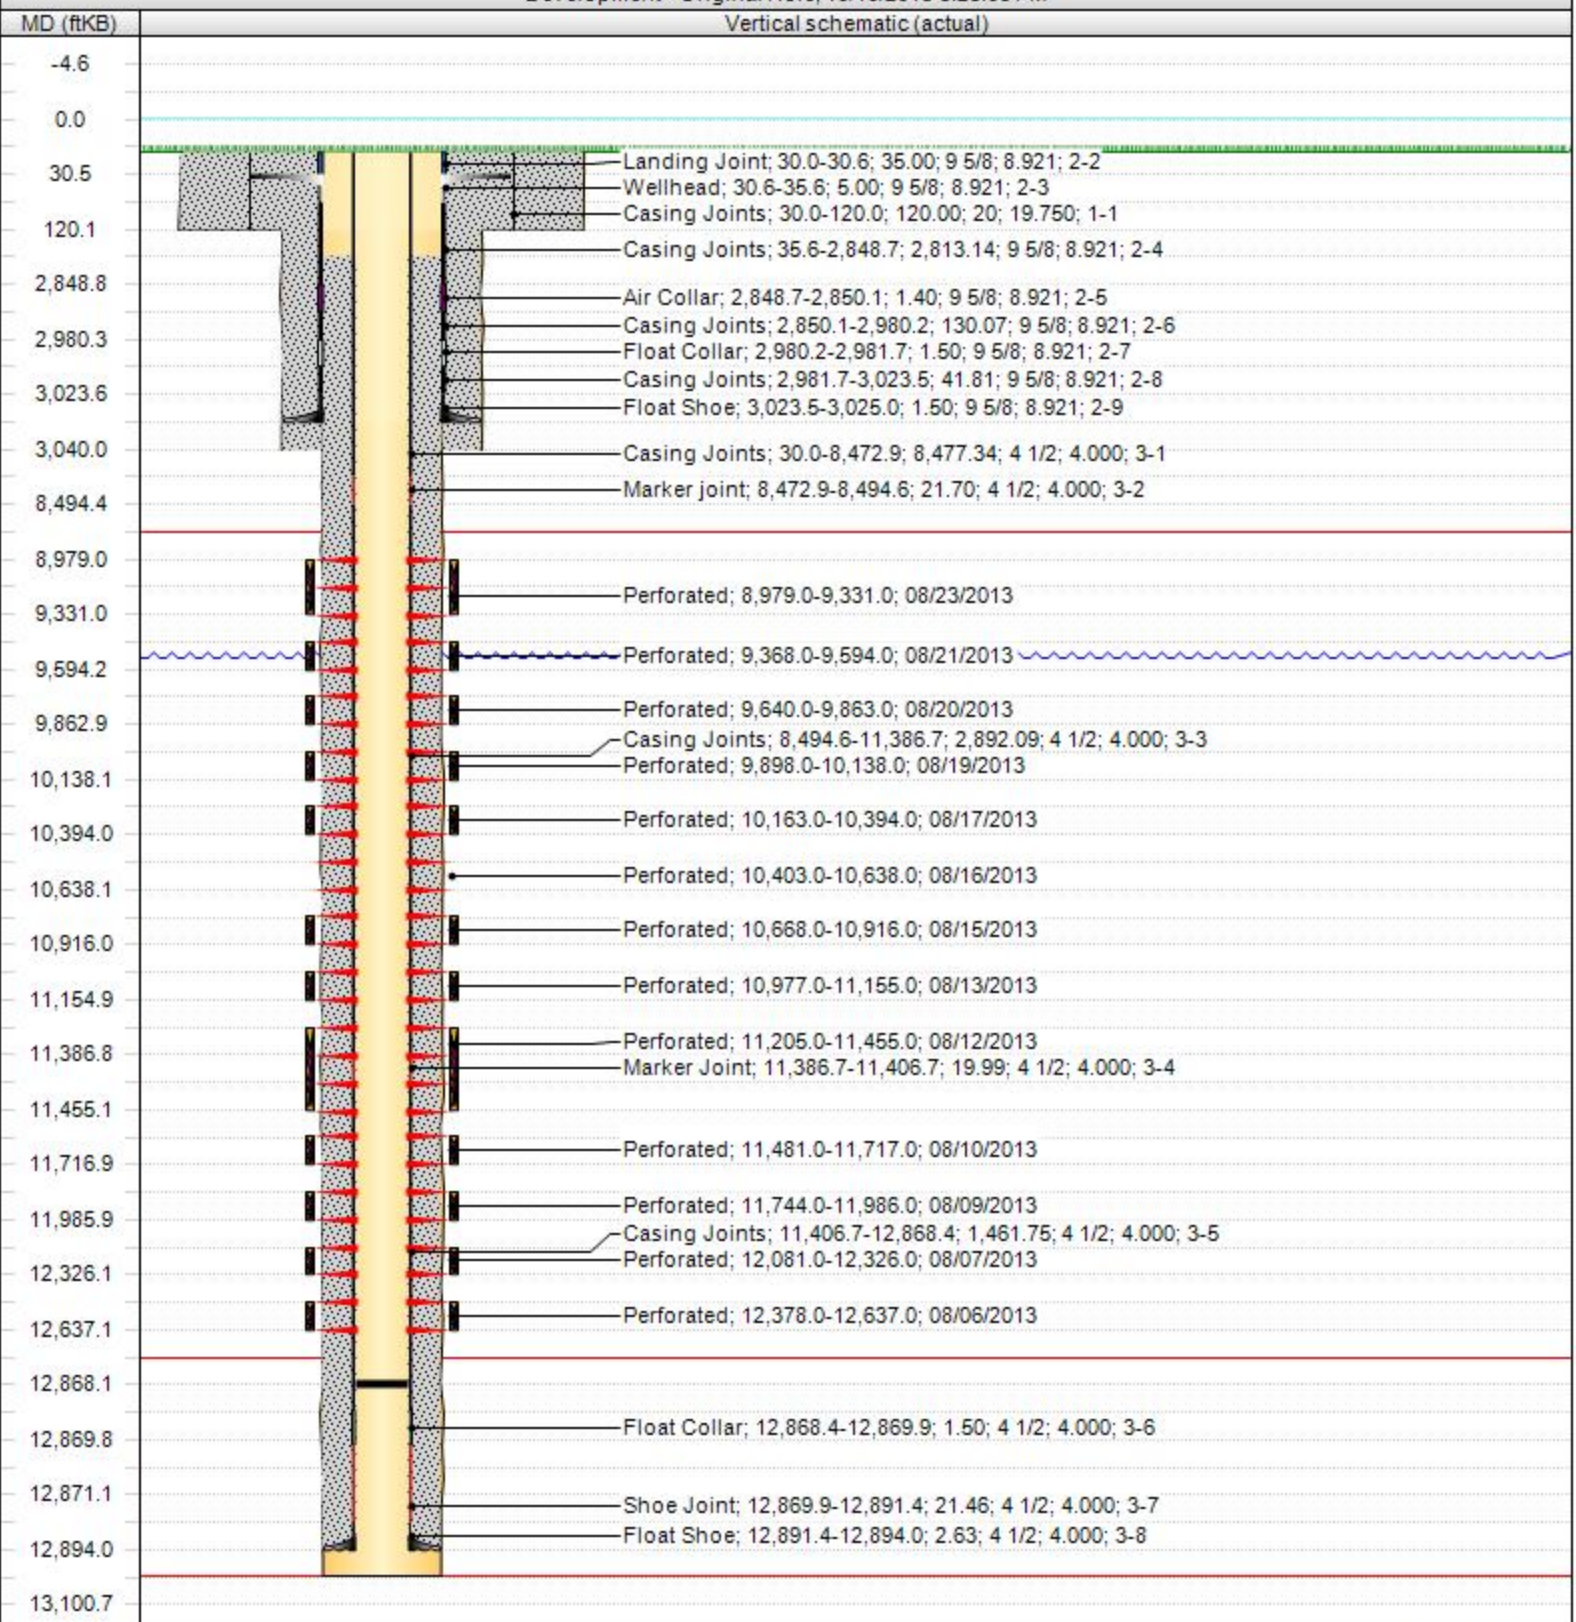 MD (ftKB)
Vertical schematic (actual)
-4.6
0.0
30.5
120.1
2,848.8
2,980.3
3,023.6
3,040.0
8,494.4
8,979.0
9,331.0
9,594.2
9,862.9
10,138.1
10,394.0
10,638.1
10,916.0
11,154.9
11,386.8
11,455.1
11,716.9
11,985.9
12,326.1
12,637.1
12,868.1
12,869.8
12,871.1
12,894.0
13,100.7
Landing Joint; 30.0-30.6; 35.00; 9 5/8; 8.921; 2-2
Wellhead; 30.6-35.6; 5.00; 9 5/8; 8.921; 2-3
Casing Joints; 30.0-120.0; 120.00; 20; 19.750; 1-1
Casing Joints; 35.6-2,848.7; 2,813.14; 9 5/8; 8.921; 2-4
Air Collar; 2,848.7-2,850.1; 1.40; 9 5/8; 8.921; 2-5
Casing Joints; 2,850.1-2,980.2; 130.07; 9 5/8; 8.921; 2-6
Float Collar; 2,980.2-2,981.7; 1.50; 9 5/8; 8.921; 2-7
Casing Joints; 2,981.7-3,023.5; 41.81; 9 5/8; 8.921; 2-8
Float Shoe; 3,023.5-3,025.0; 1.50; 9 5/8; 8.921; 2-9
Casing Joints; 30.0-8,472.9; 8,477.34; 4 1/2; 4.000; 3-1
Marker joint; 8,472.9-8,494.6; 21.70; 4 1/2; 4.000; 3-2
Perforated; 8,979.0-9,331.0; 08/23/2013
Perforated; 9,368.0-9,594.0; 08/21/2013
Perforated; 9,640.0-9,863.0; 08/20/2013
Casing Joints; 8,494.6-11,386.7; 2,892.09; 4 1/2; 4.000; 3-3
Perforated; 9,898.0-10,138.0; 08/19/2013
Perforated; 10,163.0-10,394.0; 08/17/2013
Perforated; 10,403.0-10,638.0; 08/16/2013
Perforated; 10,668.0-10,916.0; 08/15/2013
Perforated; 10,977.0-11,155.0; 08/13/2013
Perforated; 11,205.0-11,455.0; 08/12/2013
Marker Joint; 11,386.7-11,406.7; 19.99; 4 1/2; 4.000; 3-4
Perforated; 11,481.0-11,717.0; 08/10/2013
Perforated; 11,744.0-11,986.0; 08/09/2013
Casing Joints; 11,406.7-12,868.4; 1,461.75; 4 1/2; 4.000; 3-5
Perforated; 12,081.0-12,326.0; 08/07/2013
Perforated; 12,378.0-12,637.0; 08/06/2013
Float Collar; 12,868.4-12,869.9; 1.50; 4 1/2; 4.000; 3-6
Shoe Joint; 12,869.9-12,891.4; 21.46; 4 1/2; 4.000; 3-7
Float Shoe; 12,891.4-12,894.0; 2.63; 4 1/2; 4.000; 3-8